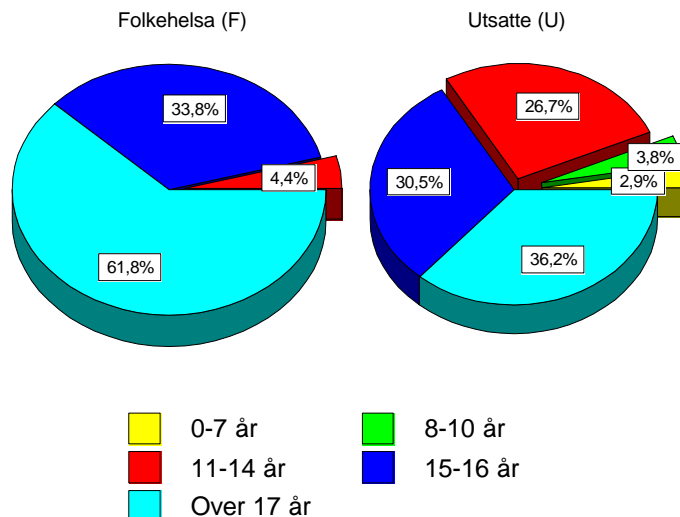 Folkehelsa (F)
Utsatte (U)
33,8%
4,4%
61,8%
26,7%
3,8%
2,9%
30,5%
36,2%
0-7 år
8-10 år
11-14 år
15-16 år
Over 17 år